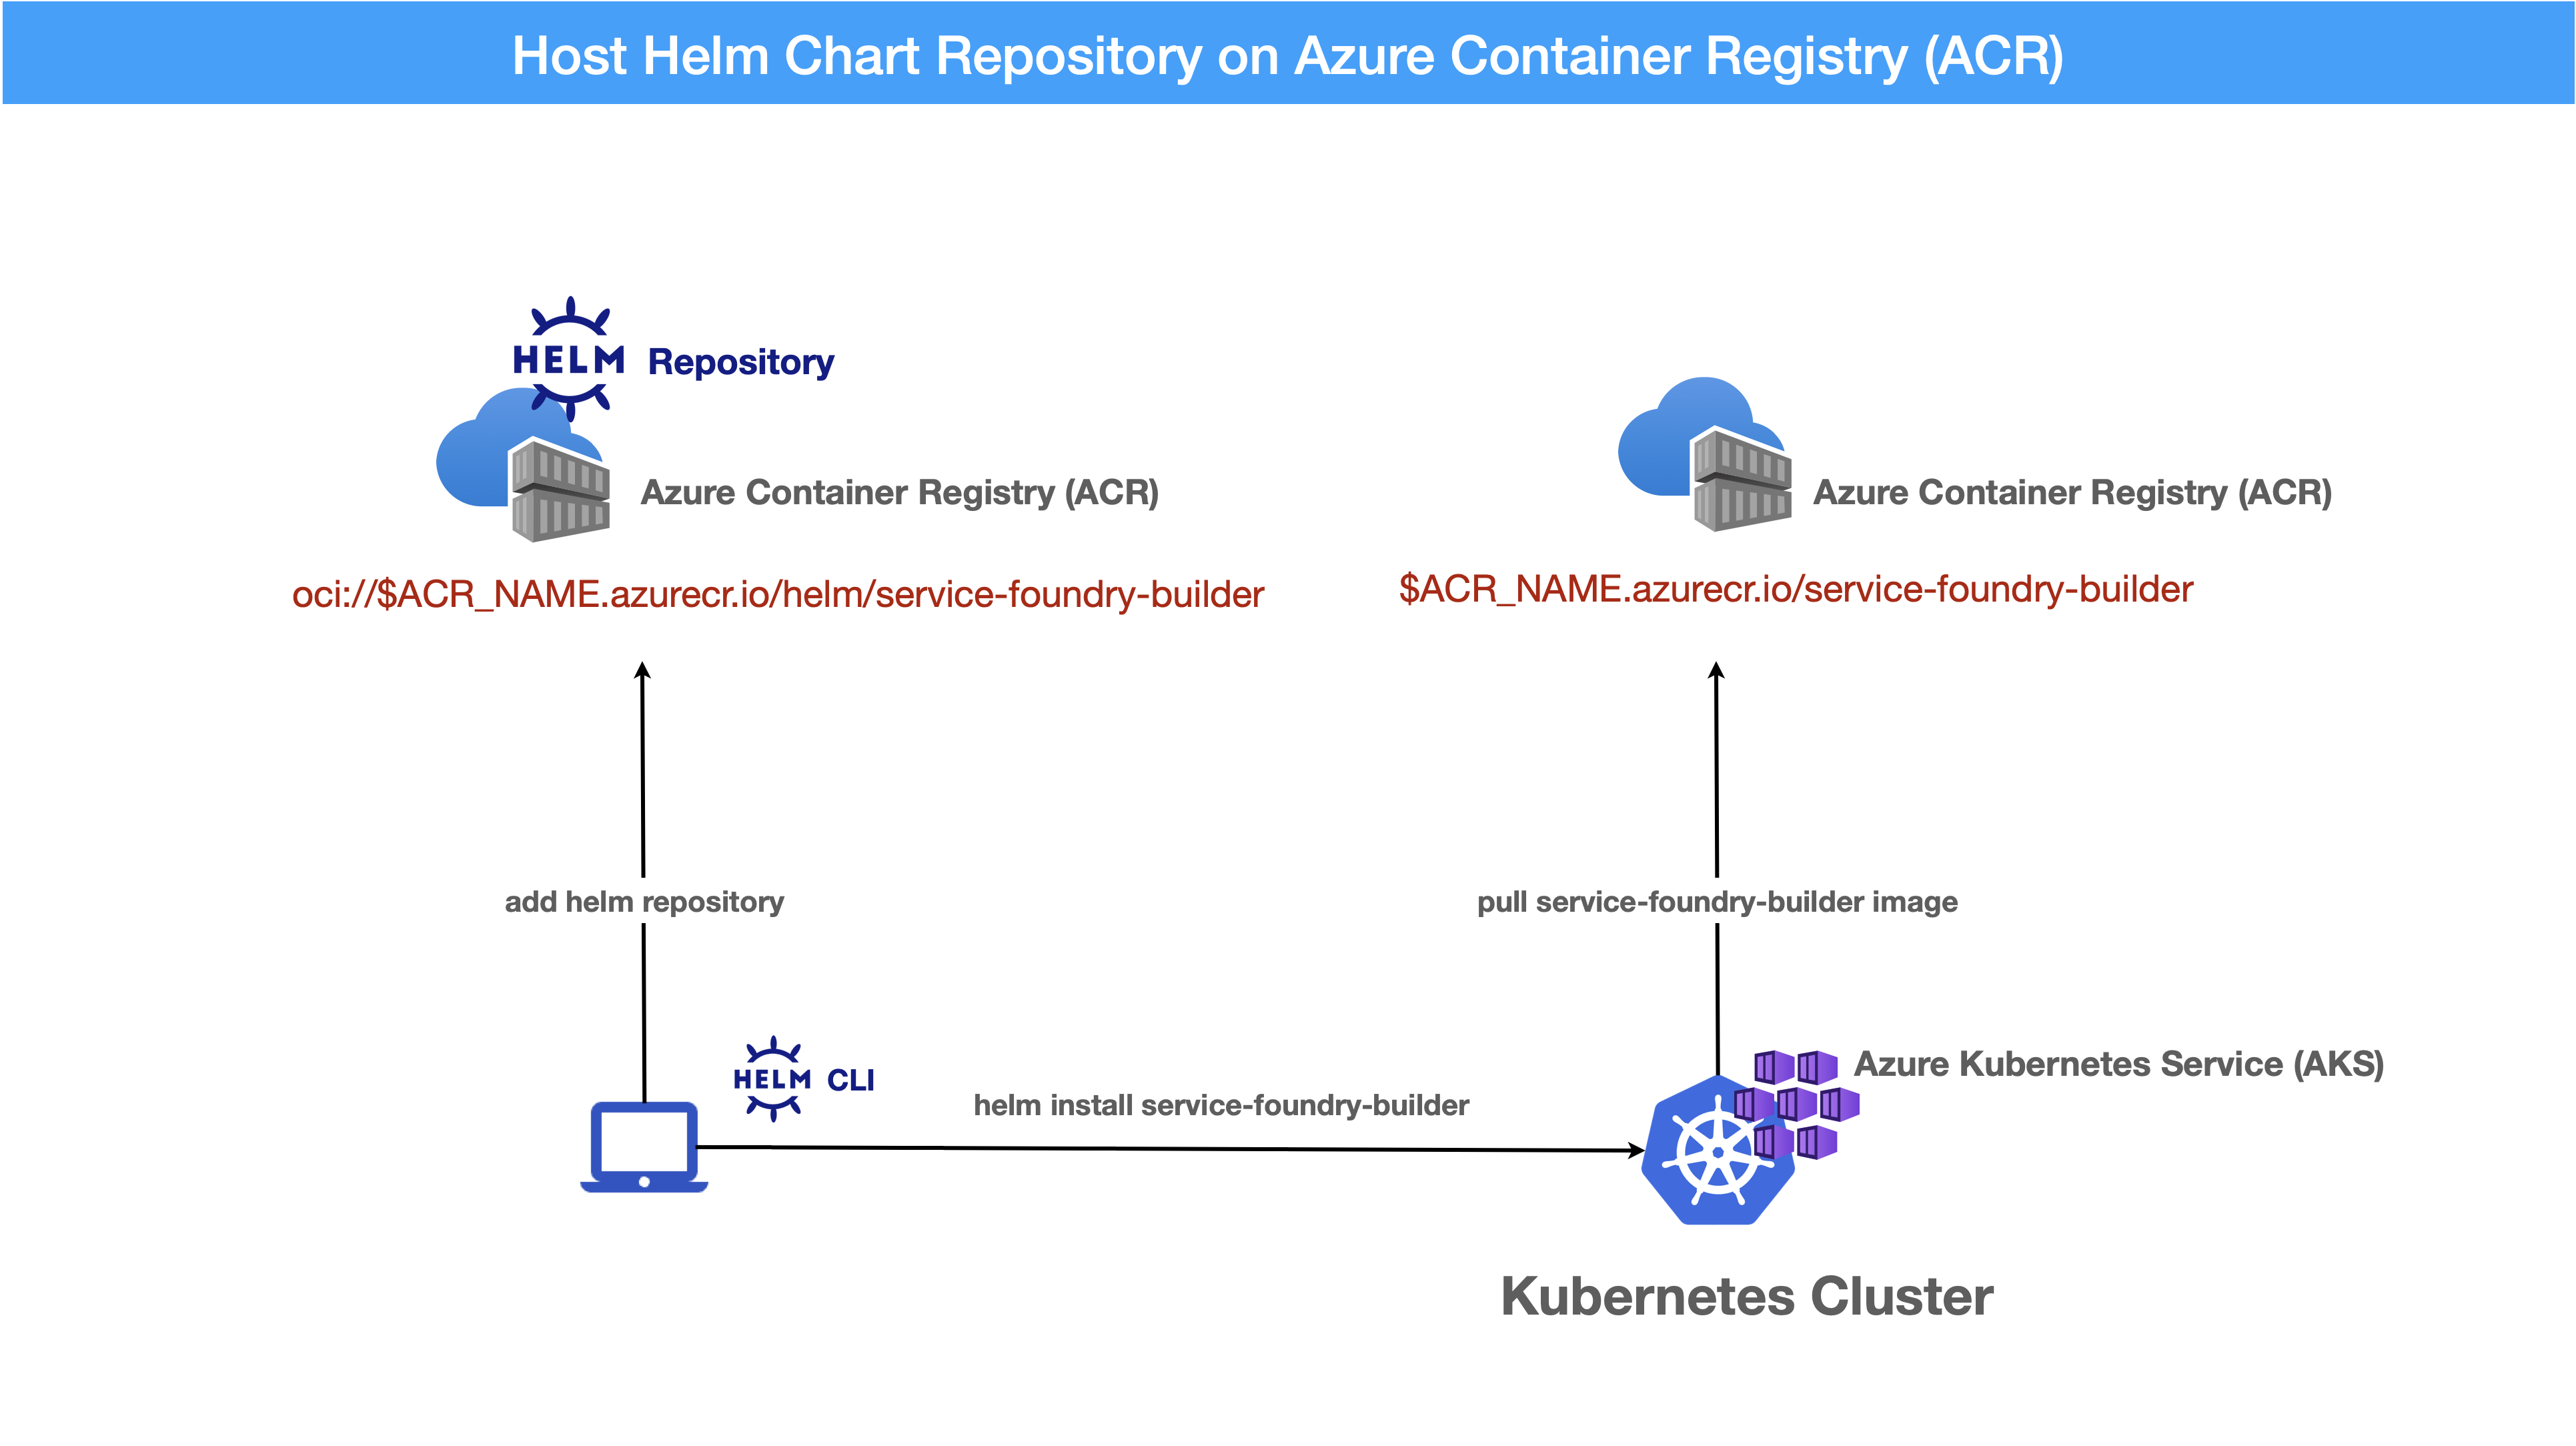 Host Helm Chart Repository on Azure Container Registry (ACR)
HELM Repository
Azure Container Registry (ACR)
oci://$ACR_NAME.azurecr.io/helm/service-foundry-builder
Azure Container Registry (ACR)
$ACR_NAME.azurecr.io/service-foundry-builder
add helm repository
pull service-foundry-builder image
HELM CLI
helm install service-foundry-builder
Azure Kubernetes Service (AKS)
Kubernetes Cluster